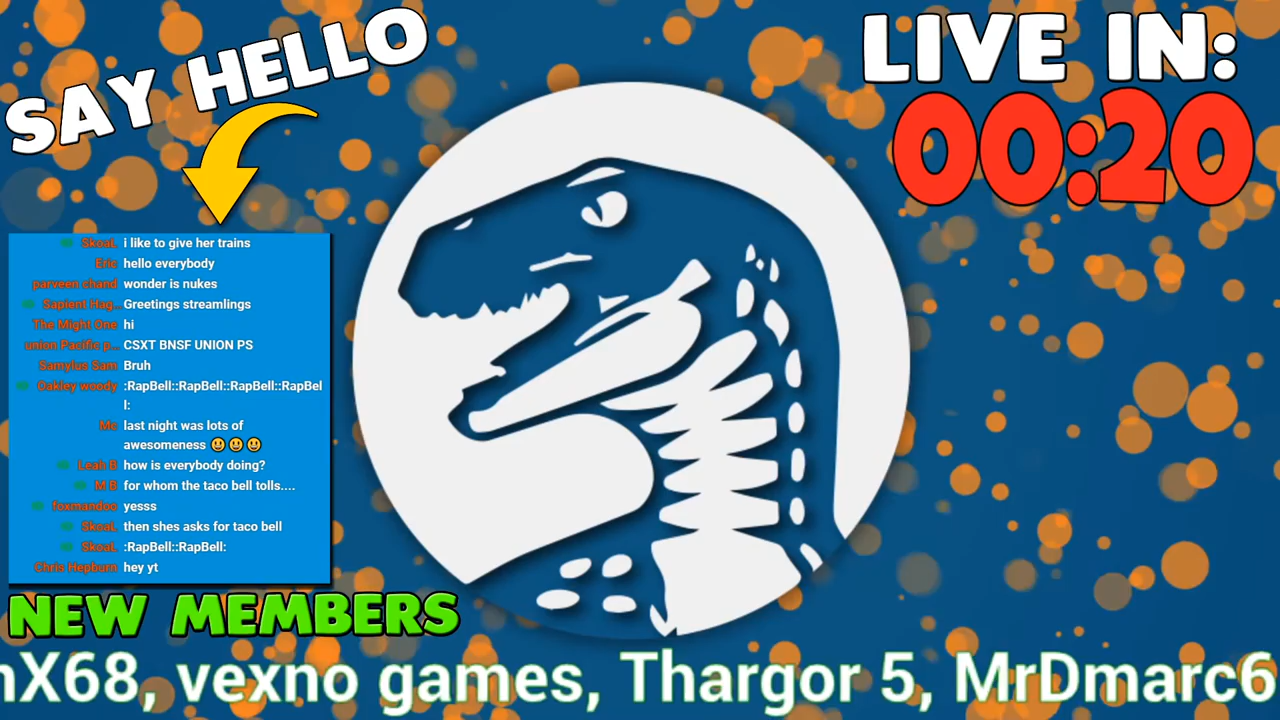 SAY HELLO
LIVE IN:
00:20
SkoaL i like to give her trains
Eric hello everybody
parveen chand wonder is nukes
Sapient Hag... Greetings streamlings
The Might One hi
union Pacific p... CSXT BNSF UNION PS
Samylus Sam Bruh
Oakley woody :RapBell::RapBell::RapBell::RapBel
l:
Mc last night was lots of
awesomeness 😃😃😃
Leah B how is everybody doing?
M B for whom the taco bell tolls....
foxmandoo yesss
SkoaL then shes asks for taco bell
SkoaL :RapBell::RapBell:
Chris Hepburn hey yt
NEW MEMBERS
nX68, vexno games, Thargor 5, MrDmarc6